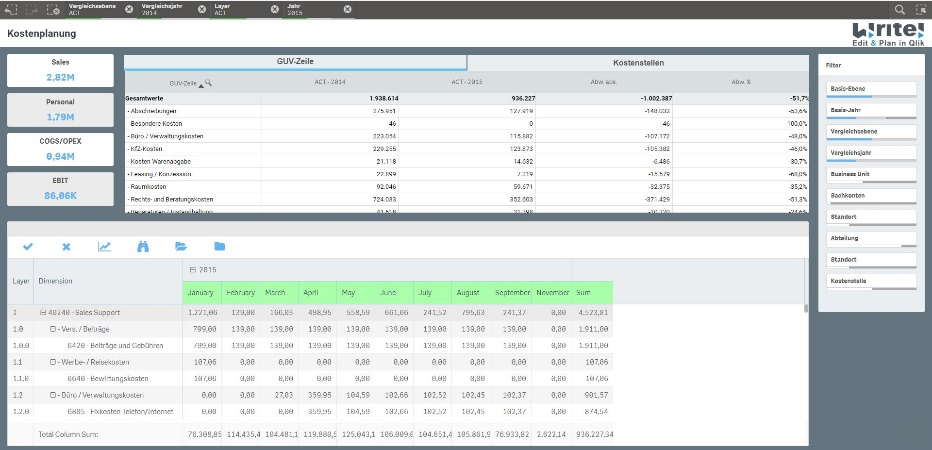 Vergleichsebene
ACT
Vergleichsjahr
2014
Layer
ACT
Jahr
2015
Kostenplanung
Write!
Edit & Plan in Qlik
Sales
2,82M
Personal
1,79M
COGS/OPEX
0,94M
EBIT
86,06K
GUV-Zeile Kostenstellen
GUV-Zeile ACT - 2014 ACT - 2015 Abw. abs. Abw. %
Gesamtwerte 1.938.614 936.227 -1.002.387 -51,7%
- Abschreibungen 275.951 127.919 -148.032 -53,6%
- Besondere Kosten 46 0 -46 -100,0%
- Büro / Verwaltungskosten 223.054 115.882 -107.172 -48,0%
- KfZ-Kosten 229.255 123.873 -105.382 -46,0%
- Kosten Warenabgabe 21.118 14.632 -6.486 -30,7%
- Leasing / Konzession 22.899 7.319 -15.579 -68,0%
- Raumkosten 92.046 59.671 -32.375 -35,2%
- Rechts- und Beratungskosten 724.033 352.603 -371.429 -51,3%
- Reparaturen / Instandhaltung
Filter
Basis-Ebene
Basis-Jahr
Vergleichsebene
Vergleichsjahr
Business Unit
Sachkonten
Standort
Abteilung
Standort
Kostenstelle
2015
Layer Dimension January February March April May June July August September November Sum
1 40240 - Sales Support 1.221,06 139,00 166,03 498,95 558,59 661,66 241,52 795,63 241,37 0,00 4.523,81
1.0 - Vers. / Beiträge 799,00 139,00 139,00 139,00 139,00 139,00 139,00 139,00 139,00 0,00 1.911,00
1.0.0 6420 - Beiträge und Gebühren 799,00 139,00 139,00 139,00 139,00 139,00 139,00 139,00 139,00 0,00 1.911,00
1.1 - Werbe- / Reisekosten 107,06 0,00 0,00 0,00 0,00 0,00 0,00 0,00 0,00 0,00 107,06
1.1.0 6640 - Bewirtungskosten 107,06 0,00 0,00 0,00 0,00 0,00 0,00 0,00 0,00 0,00 107,06
1.2 - Büro / Verwaltungskosten 0,00 0,00 27,03 359,95 104,59 102,66 102,52 102,45 102,37 0,00 901,57
1.2.0 6805 - Fixkosten Telefon/Internet 0,00 0,00 0,00 359,95 104,59 102,66 102,52 102,45 102,37 0,00 874,54
Total Column Sum: 76.308,85 114.435,4 104.481,1 119.880,5 125.043,1 106.009,0 104.651,4 105.861,9 76.933,82 2.622,14 936.227,34